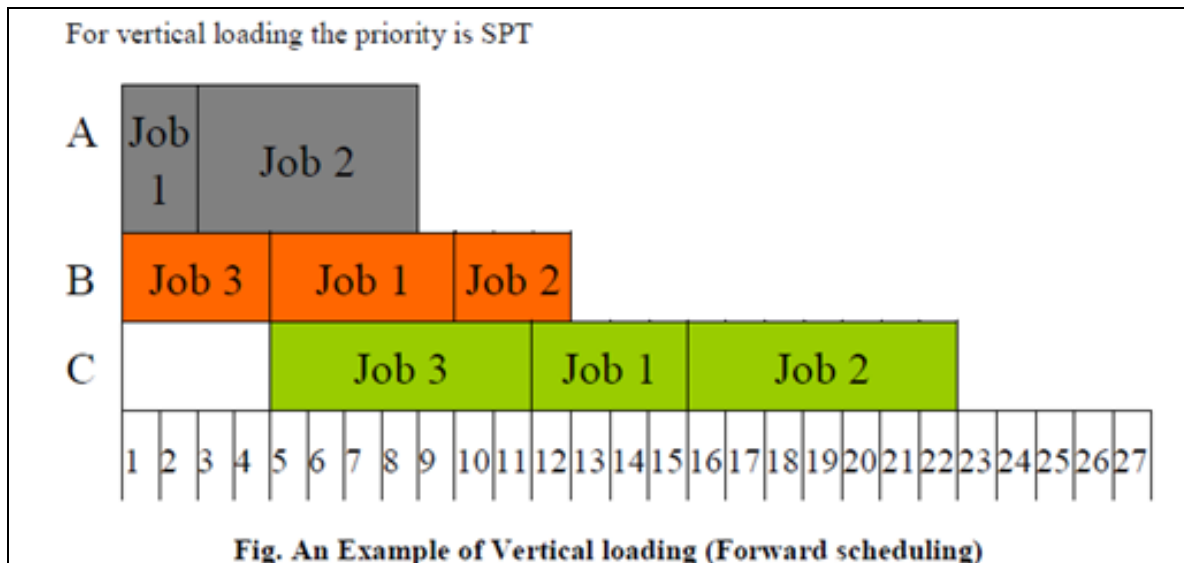 For vertical loading the priority is SPT
A
Job
1
Job 2
B
Job 3
Job 1
Job 2
C
Job 3
Job 1
Job 2
1 2 3 4 5 6 7 8 9 10 11 12 13 14 15 16 17 18 19 20 21 22 23 24 25 26 27
Fig. An Example of Vertical loading (Forward scheduling)